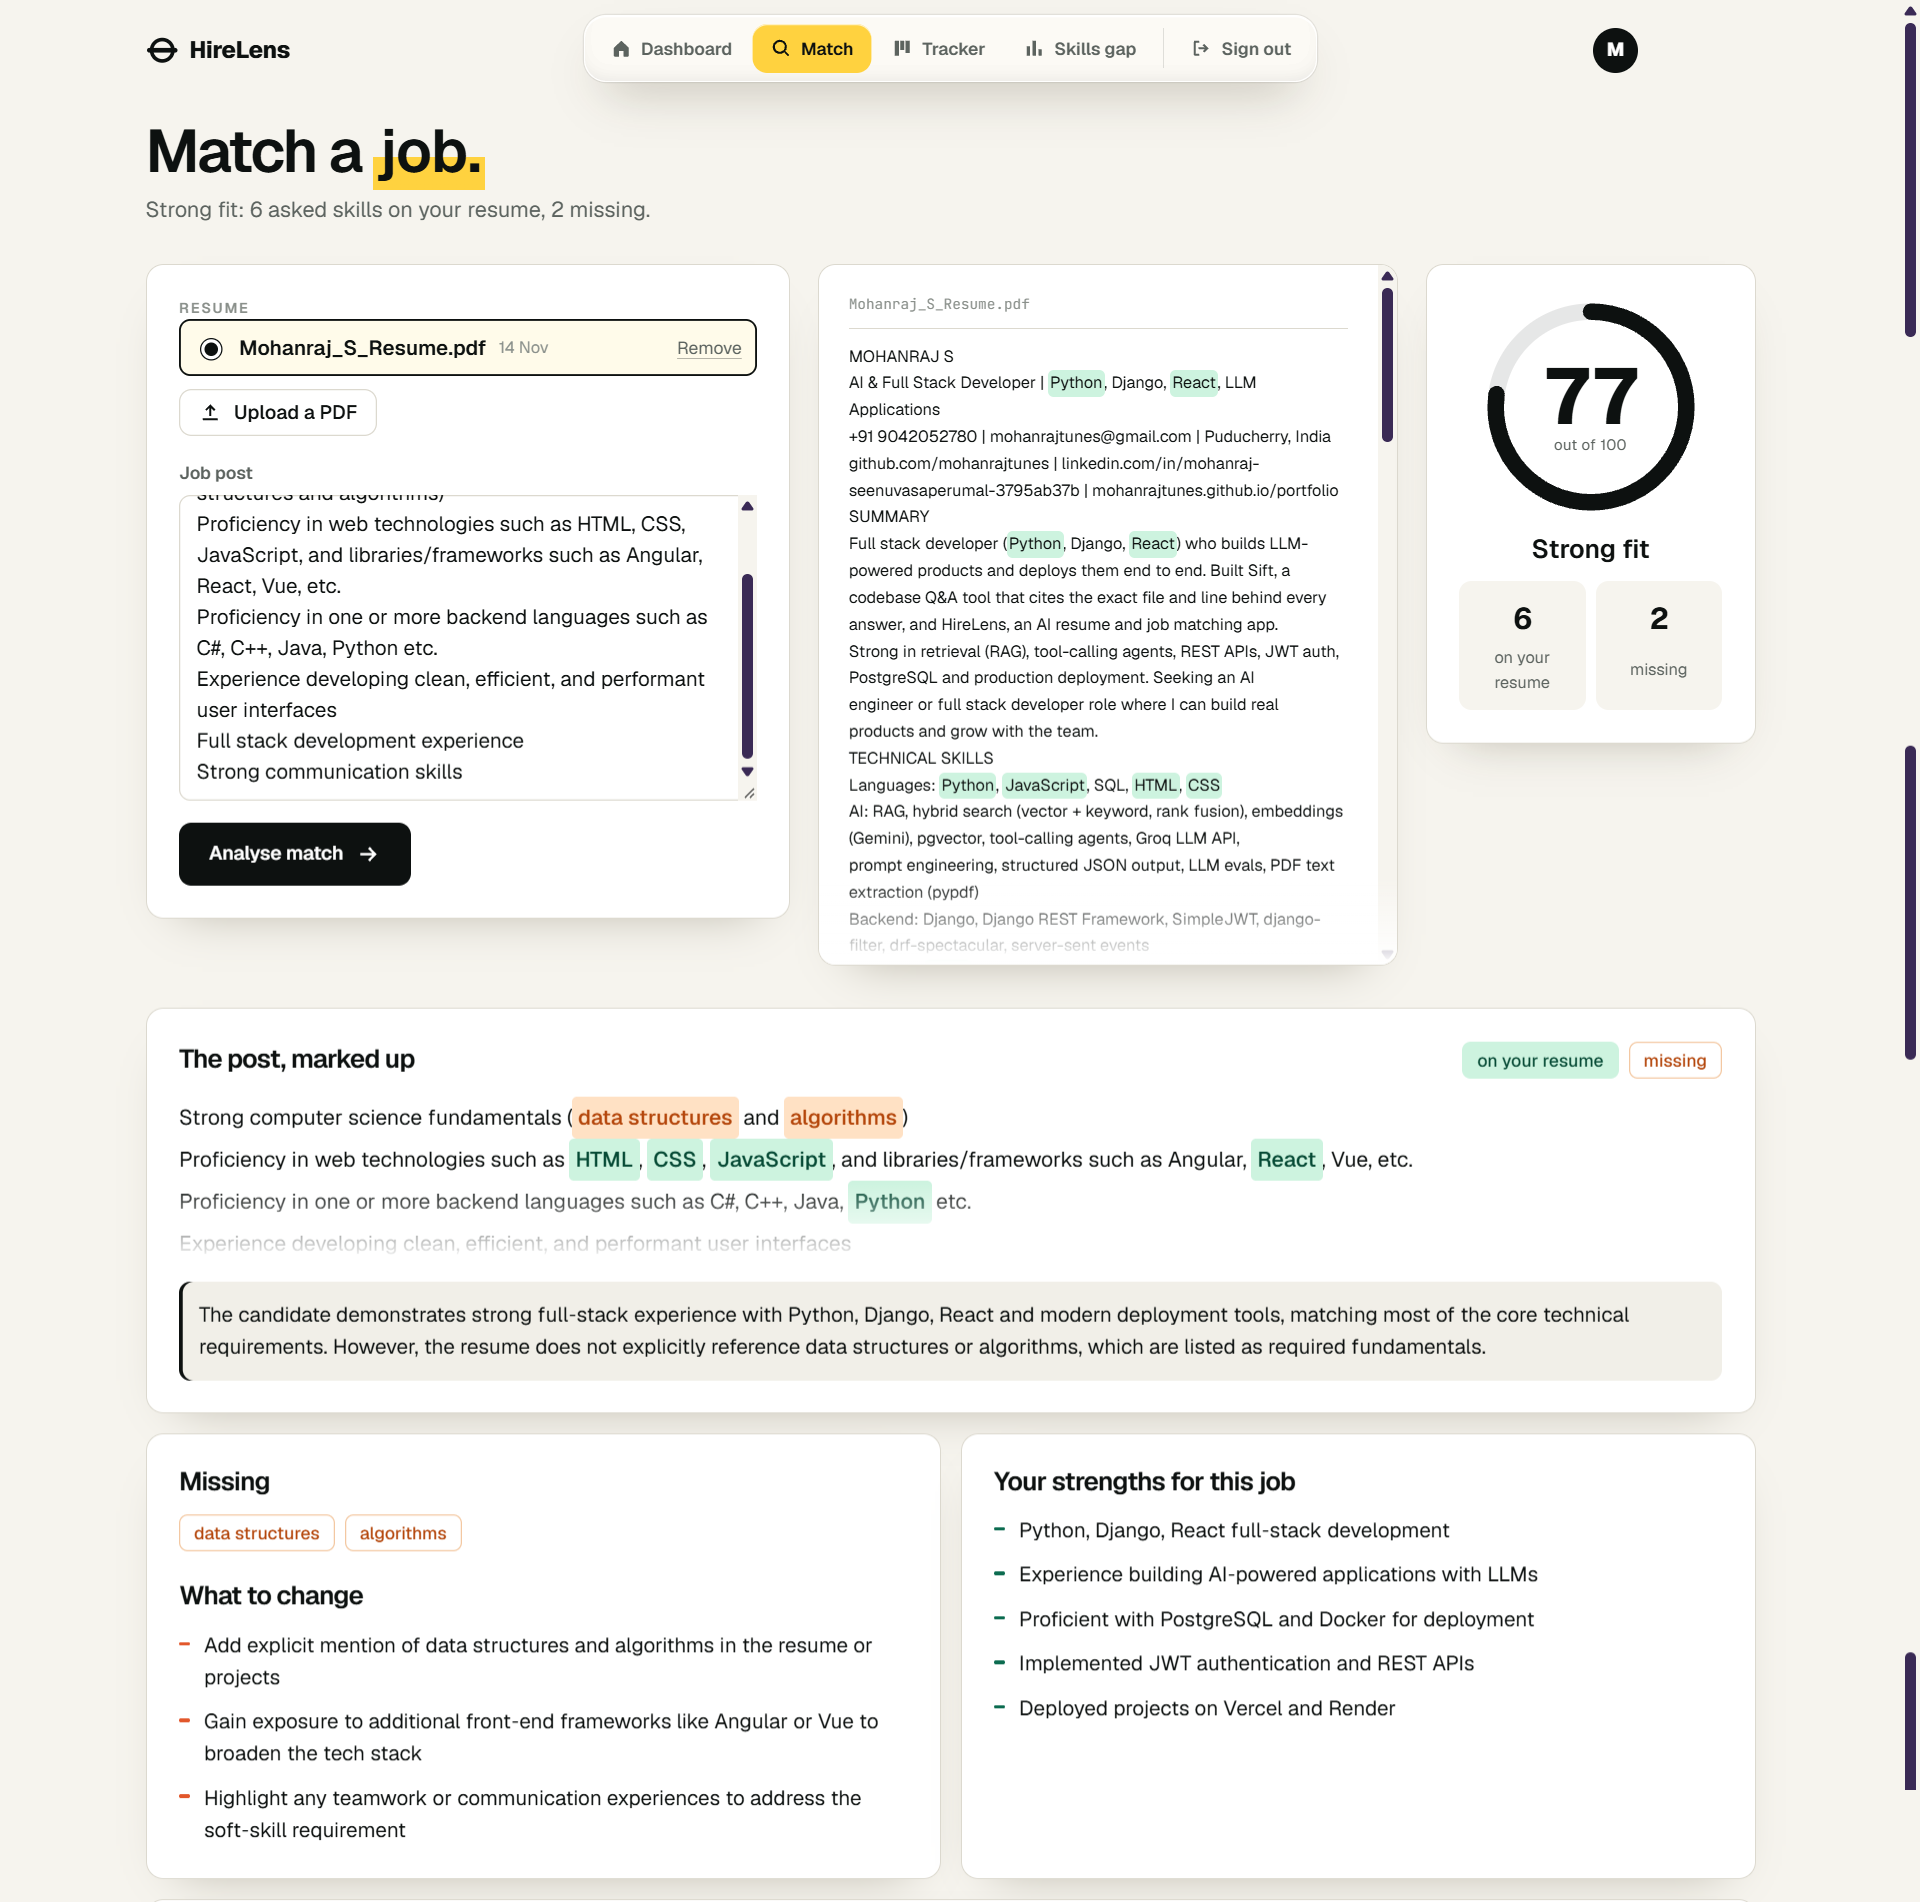 HireLens
Dashboard
Match
Tracker
Skills gap
Sign out
M
Match a job.
Strong fit: 6 asked skills on your resume, 2 missing.
RESUME
Mohanraj_S_Resume.pdf 14 Nov Remove
Upload a PDF
Job post
structures and algorithms)
Proficiency in web technologies such as HTML, CSS,
JavaScript, and libraries/frameworks such as Angular,
React, Vue, etc.
Proficiency in one or more backend languages such as
C#, C++, Java, Python etc.
Experience developing clean, efficient, and performant
user interfaces
Full stack development experience
Strong communication skills
Analyse match
Mohanraj_S_Resume.pdf
MOHANRAJ S
AI & Full Stack Developer | Python, Django, React, LLM
Applications
+91 9042052780 | mohanrajtunes@gmail.com | Puducherry, India
github.com/mohanrajtunes | linkedin.com/in/mohanraj-
seenuvasaperumal-3795ab37b | mohanrajtunes.github.io/portfolio
SUMMARY
Full stack developer (Python, Django, React) who builds LLM-
powered products and deploys them end to end. Built Sift, a
codebase Q&A tool that cites the exact file and line behind every
answer, and HireLens, an AI resume and job matching app.
Strong in retrieval (RAG), tool-calling agents, REST APIs, JWT auth,
PostgreSQL and production deployment. Seeking an AI
engineer or full stack developer role where I can build real
products and grow with the team.
TECHNICAL SKILLS
Languages: Python, JavaScript, SQL, HTML, CSS
AI: RAG, hybrid search (vector + keyword, rank fusion), embeddings
(Gemini), pgvector, tool-calling agents, Groq LLM API,
prompt engineering, structured JSON output, LLM evals, PDF text
extraction (pypdf)
Backend: Django, Django REST Framework, SimpleJWT, django-
filter, drf-spectacular, server-sent events
77
out of 100
Strong fit
6
on your
resume
2
missing
The post, marked up
on your resume
missing
Strong computer science fundamentals (data structures and algorithms)
Proficiency in web technologies such as HTML, CSS, JavaScript, and libraries/frameworks such as Angular, React, Vue, etc.
Proficiency in one or more backend languages such as C#, C++, Java, Python etc.
Experience developing clean, efficient, and performant user interfaces
The candidate demonstrates strong full-stack experience with Python, Django, React and modern deployment tools, matching most of the core technical
requirements. However, the resume does not explicitly reference data structures or algorithms, which are listed as required fundamentals.
Missing
data structures
algorithms
What to change
Add explicit mention of data structures and algorithms in the resume or
projects
Gain exposure to additional front-end frameworks like Angular or Vue to
broaden the tech stack
Highlight any teamwork or communication experiences to address the
soft-skill requirement
Your strengths for this job
Python, Django, React full-stack development
Experience building AI-powered applications with LLMs
Proficient with PostgreSQL and Docker for deployment
Implemented JWT authentication and REST APIs
Deployed projects on Vercel and Render